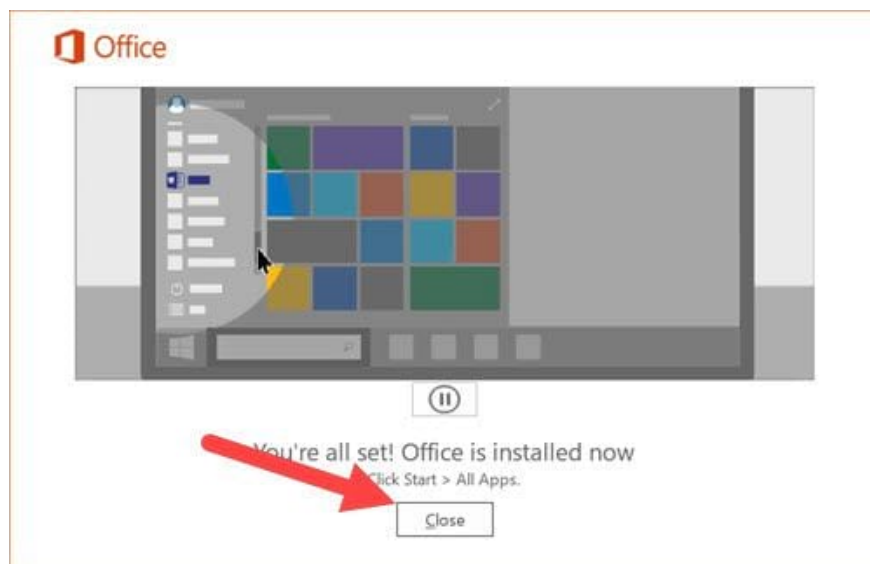 Office
You're all set! Office is installed now
Click Start > All Apps.
Close